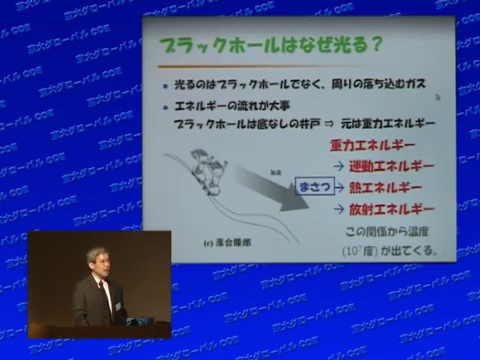 ブラックホールはなぜ光る？
光るのはブラックホールでなく、周りの落ち込むガス
エネルギーの流れが大事
ブラックホールは底なしの井戸 ⇒ 元は重力エネルギー
重力エネルギー
→ 運動エネルギー
まさつ → 熱エネルギー
→ 放射エネルギー
この関係から温度
(10⁷度) が出てくる。
(c) 落合隆郎
京大グローバル COE